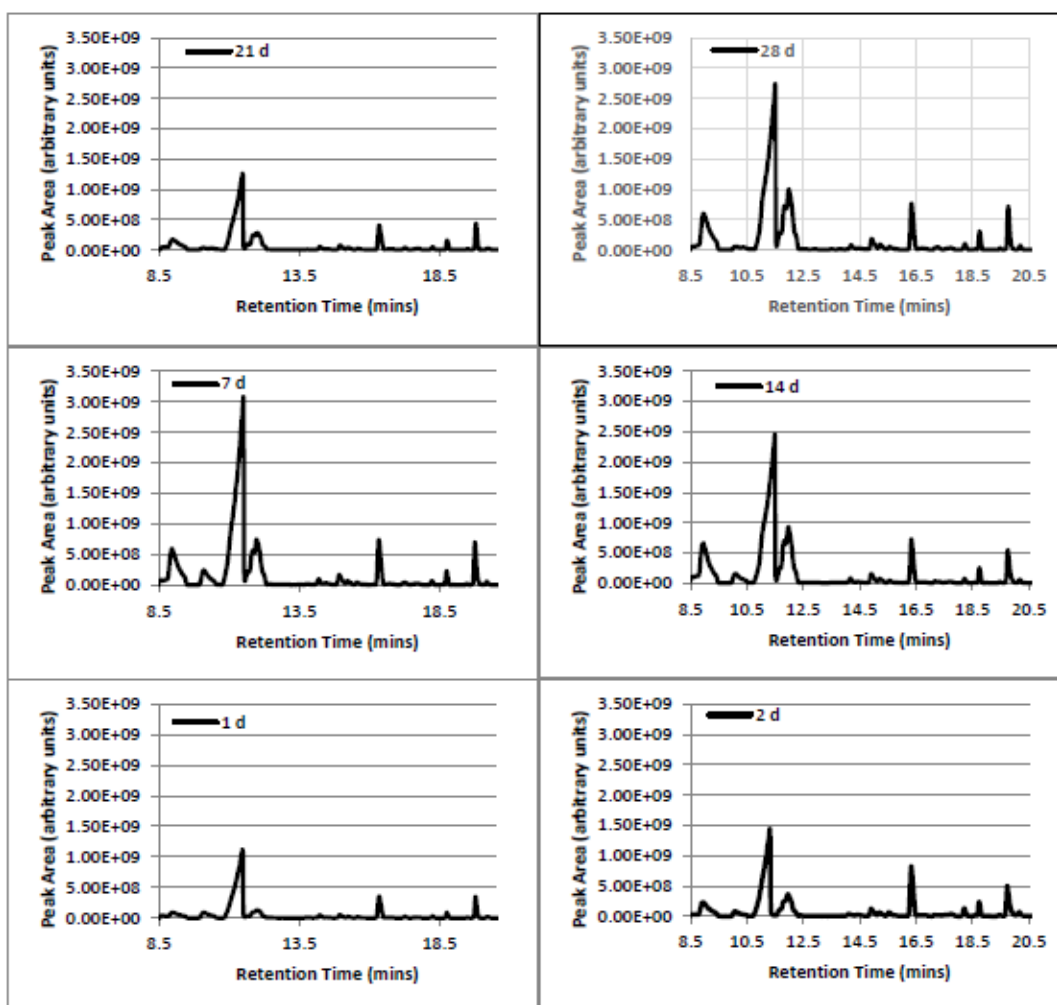 Peak Area (arbitrary units)
3.50E+09
3.00E+09
2.50E+09
2.00E+09
1.50E+09
1.00E+09
5.00E+08
0.00E+00
21 d
8.5 13.5 18.5
Retention Time (mins)
Peak Area (arbitrary units)
3.50E+09
3.00E+09
2.50E+09
2.00E+09
1.50E+09
1.00E+09
5.00E+08
0.00E+00
28 d
8.5 10.5 12.5 14.5 16.5 18.5 20.5
Retention Time (mins)
Peak Area (arbitrary units)
3.50E+09
3.00E+09
2.50E+09
2.00E+09
1.50E+09
1.00E+09
5.00E+08
0.00E+00
7 d
8.5 13.5 18.5
Retention Time (mins)
Peak Area (arbitrary units)
3.50E+09
3.00E+09
2.50E+09
2.00E+09
1.50E+09
1.00E+09
5.00E+08
0.00E+00
14 d
8.5 10.5 12.5 14.5 16.5 18.5 20.5
Retention Time (mins)
Peak Area (arbitrary units)
3.50E+09
3.00E+09
2.50E+09
2.00E+09
1.50E+09
1.00E+09
5.00E+08
0.00E+00
1 d
8.5 13.5 18.5
Retention Time (mins)
Peak Area (arbitrary units)
3.50E+09
3.00E+09
2.50E+09
2.00E+09
1.50E+09
1.00E+09
5.00E+08
0.00E+00
2 d
8.5 10.5 12.5 14.5 16.5 18.5 20.5
Retention Time (mins)